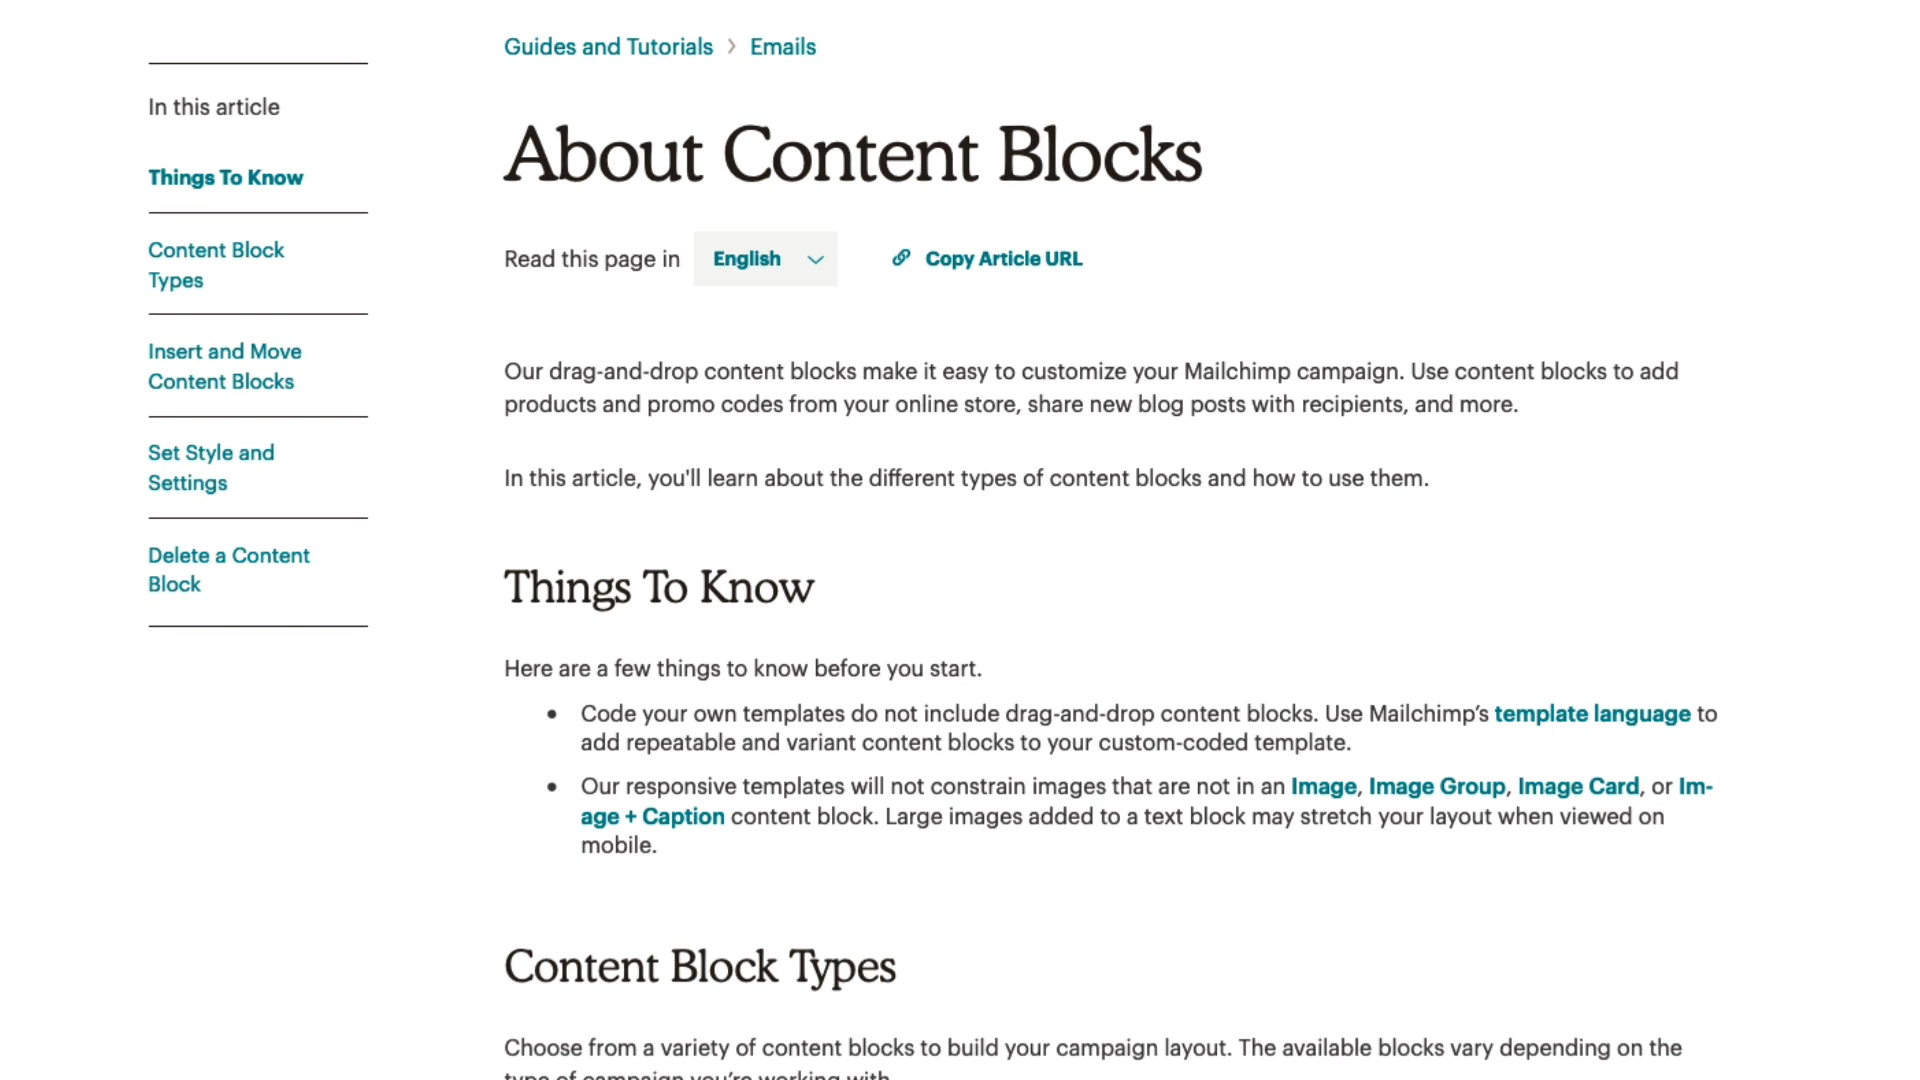 Guides and Tutorials > Emails
In this article
Things To Know
Content Block
Types
Insert and Move
Content Blocks
Set Style and
Settings
Delete a Content
Block
About Content Blocks
Read this page in English Copy Article URL
Our drag-and-drop content blocks make it easy to customize your Mailchimp campaign. Use content blocks to add
products and promo codes from your online store, share new blog posts with recipients, and more.
In this article, you'll learn about the different types of content blocks and how to use them.
Things To Know
Here are a few things to know before you start.
• Code your own templates do not include drag-and-drop content blocks. Use Mailchimp’s template language to
add repeatable and variant content blocks to your custom-coded template.
• Our responsive templates will not constrain images that are not in an Image, Image Group, Image Card, or Im-
age + Caption content block. Large images added to a text block may stretch your layout when viewed on
mobile.
Content Block Types
Choose from a variety of content blocks to build your campaign layout. The available blocks vary depending on the
type of campaign you’re working with.